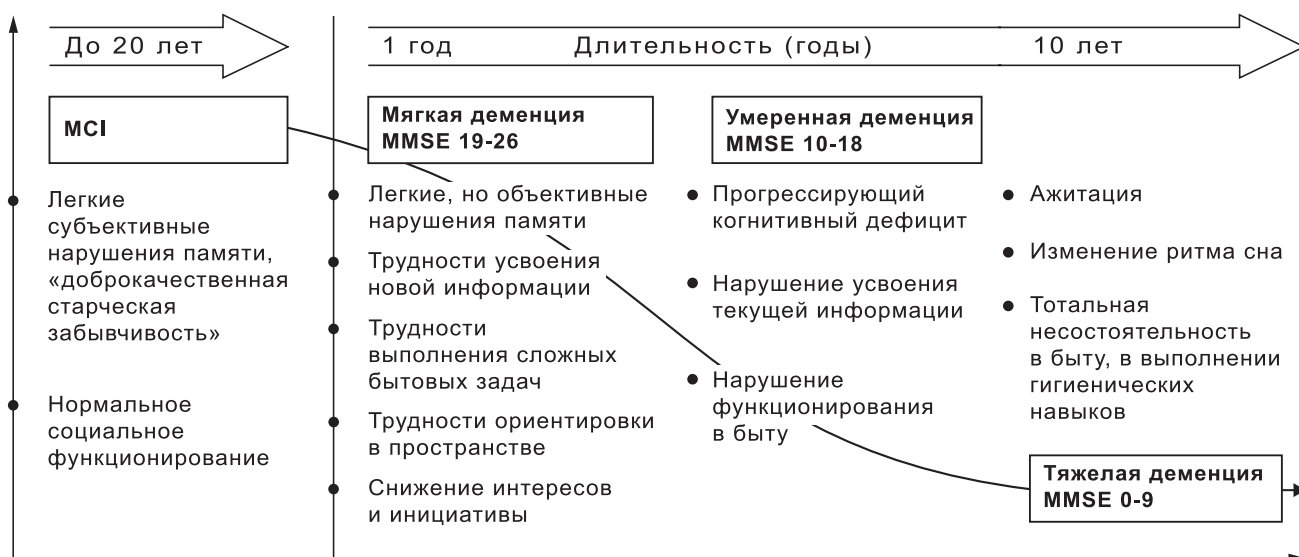 До 20 лет
1 год
Длительность (годы)
10 лет
MCI
Легкие
субъективные
нарушения памяти,
«доброкачественная
старческая
забывчивость»
Нормальное
социальное
функционирование
Мягкая деменция
MMSE 19-26
Легкие, но объективные
нарушения памяти
Трудности усвоения
новой информации
Трудности
выполнения сложных
бытовых задач
Трудности ориентировки
в пространстве
Снижение интересов
и инициативы
Умеренная деменция
MMSE 10-18
Прогрессирующий
когнитивный дефицит
Нарушение усвоения
текущей информации
Нарушение
функционирования
в быту
Ажитация
Изменение ритма сна
Тотальная
несостоятельность
в быту, в выполнении
гигиенических
навыков
Тяжелая деменция
MMSE 0-9